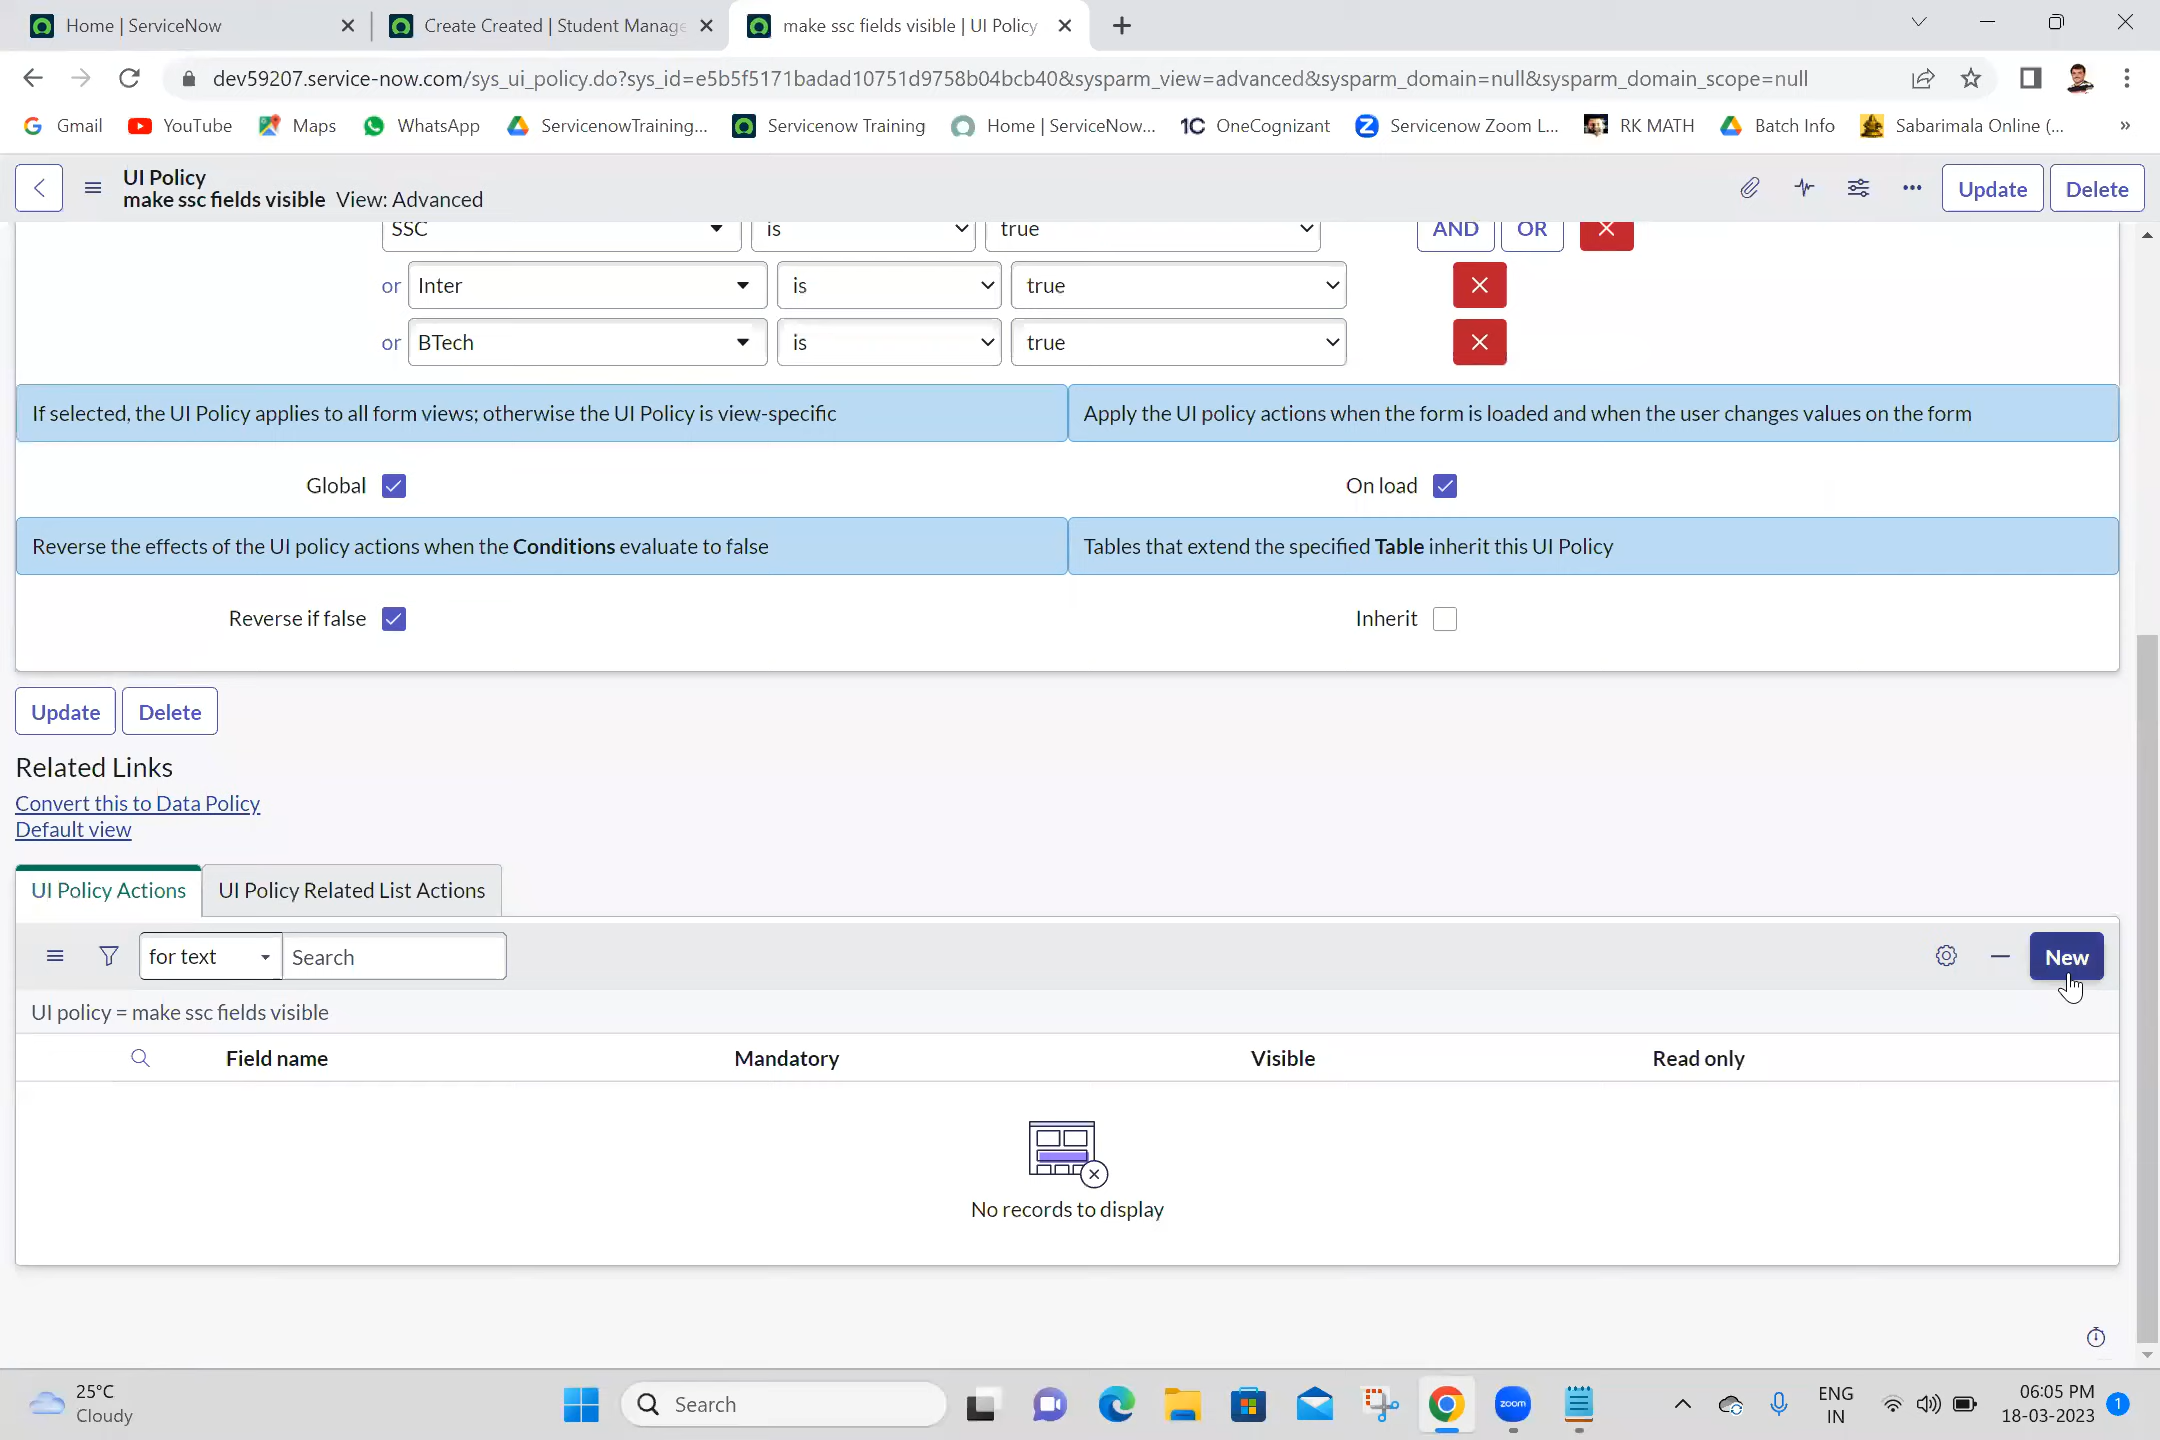 Home | ServiceNow
Create Created | Student Manage
make ssc fields visible | UI Policy
dev59207.service-now.com/sys_ui_policy.do?sys_id=e5b5f5171badad10751d9758b04bcb40&sysparm_view=advanced&sysparm_domain=null&sysparm_domain_scope=null
Gmail
YouTube
Maps
WhatsApp
ServicenowTraining...
Servicenow Training
Home | ServiceNow...
1C OneCognizant
Servicenow Zoom L...
RK MATH
Batch Info
Sabarimala Online (...
»
UI Policy
make ssc fields visible View: Advanced
Update
Delete
SSC
is
true
AND
OR
or
Inter
is
true
or
BTech
is
true
If selected, the UI Policy applies to all form views; otherwise the UI Policy is view-specific
Apply the UI policy actions when the form is loaded and when the user changes values on the form
Global
On load
Reverse the effects of the UI policy actions when the Conditions evaluate to false
Tables that extend the specified Table inherit this UI Policy
Reverse if false
Inherit
Update
Delete
Related Links
Convert this to Data Policy
Default view
UI Policy Actions
UI Policy Related List Actions
for text
Search
New
UI policy = make ssc fields visible
Field name
Mandatory
Visible
Read only
No records to display
25°C
Cloudy
Search
zoom
ENG
IN
06:05 PM
18-03-2023
1